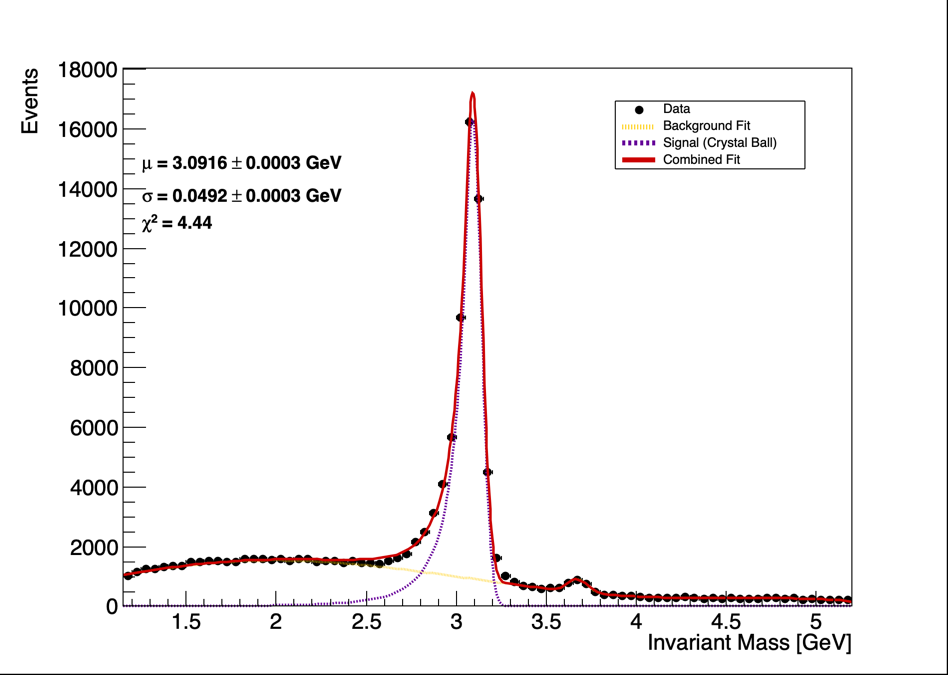 Events
18000
16000
14000
12000
10000
8000
6000
4000
2000
0
μ = 3.0916 ± 0.0003 GeV
σ = 0.0492 ± 0.0003 GeV
χ² = 4.44
Data
Background Fit
Signal (Crystal Ball)
Combined Fit
1.5 2 2.5 3 3.5 4 4.5 5
Invariant Mass [GeV]